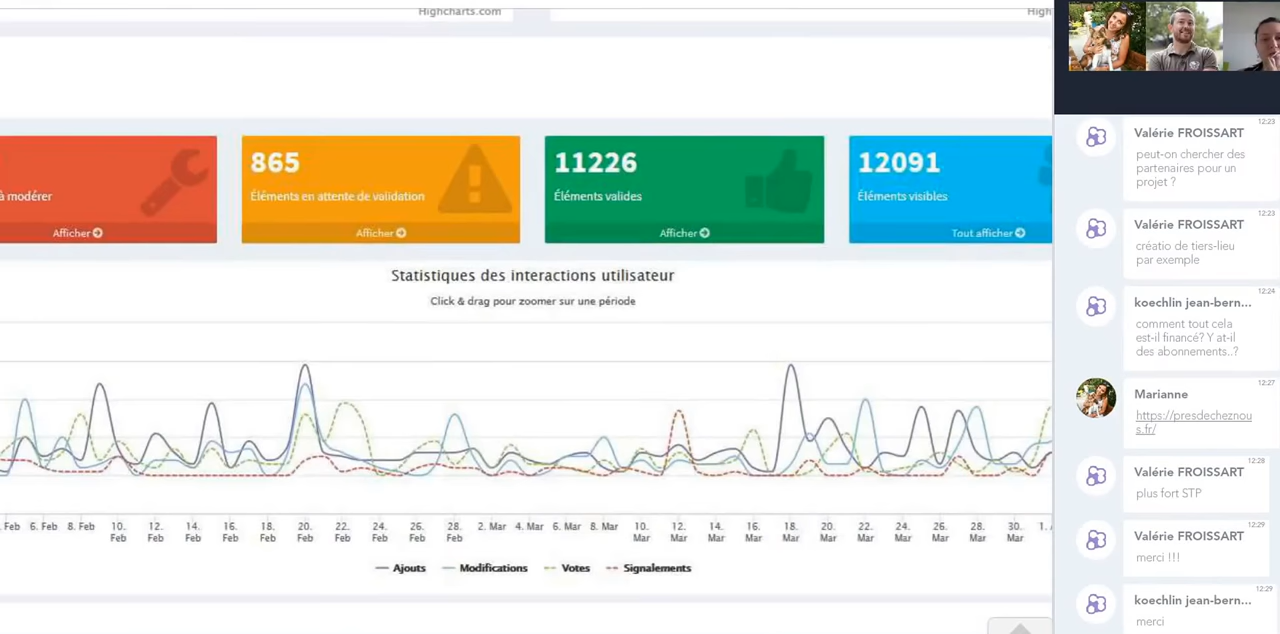 Highcharts.com
High
à modérer
Afficher
865
Éléments en attente de validation
Afficher
11226
Éléments valides
Afficher
12091
Éléments visibles
Tout afficher
Statistiques des interactions utilisateur
Click & drag pour zoomer sur une période
. Feb 6. Feb 8. Feb 10. Feb 12. Feb 14. Feb 16. Feb 18. Feb 20. Feb 22. Feb 24. Feb 26. Feb 28. Feb 2. Mar 4. Mar 6. Mar 8. Mar 10. Mar 12. Mar 14. Mar 16. Mar 18. Mar 20. Mar 22. Mar 24. Mar 26. Mar 28. Mar 30. Mar 1.
Ajouts Modifications Votes Signalements
12:23
Valérie FROISSART
peut-on chercher des
partenaires pour un
projet ?
12:23
Valérie FROISSART
créatio de tiers-lieu
par exemple
12:24
koechlin jean-bern...
comment tout cela
est-il financé? Y at-il
des abonnements..?
12:27
Marianne
https://presdecheznou
s.fr/
12:28
Valérie FROISSART
plus fort STP
12:29
Valérie FROISSART
merci !!!
12:29
koechlin jean-bern...
merci